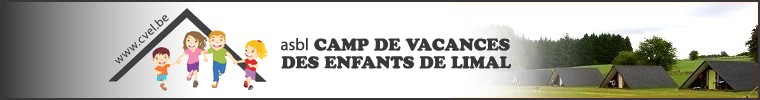 www.cvel.be
asbl CAMP DE VACANCES
DES ENFANTS DE LIMAL